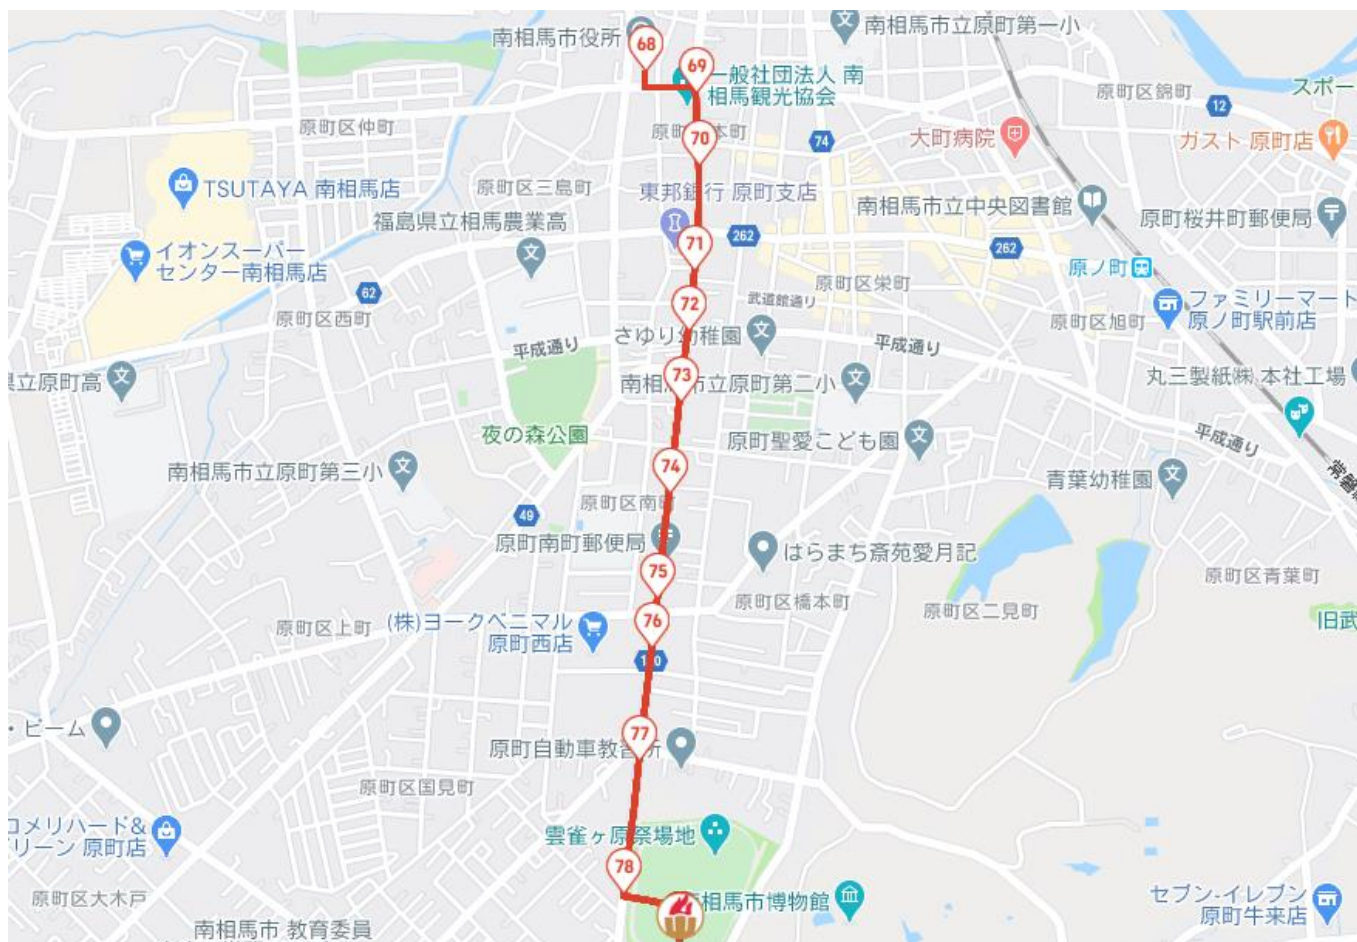 南相馬市役所
68
南相馬市立原町第一小
69
一般社団法人 南
相馬観光協会
原町区錦町
12
スポー
原町区仲町
70
本町
74
大町病院
ガスト 原町店
TSUTAYA 南相馬店
原町区三島町
東邦銀行 原町支店
南相馬市立中央図書館
原町桜井町郵便局
福島県立相馬農業高
71
262
262
イオンスーパー
センター南相馬店
原ノ町
62
72
原町区栄町
武道館通り
ファミリーマート
原ノ町駅前店
原町区西町
さゆり幼稚園
原町区旭町
平成通り
平成通り
県立原町高
73
南相馬市立原町第二小
丸三製紙㈱ 本社工場
夜の森公園
原町聖愛こども園
平成通り
南相馬市立原町第三小
74
青葉幼稚園
常磐
原町区南町
49
原町南町郵便局
はらまち斎苑愛月記
75
原町区青葉町
原町区橋本町
原町区二見町
76
旧武
原町区上町
(株)ヨークベニマル
原町西店
・ビーム
77
原町自動車教習所
原町区国見町
コメリハード&
グリーン 原町店
雲雀ヶ原祭場地
78
原町区大木戸
相馬市博物館
セブン-イレブン
原町牛来店
南相馬市 教育委員